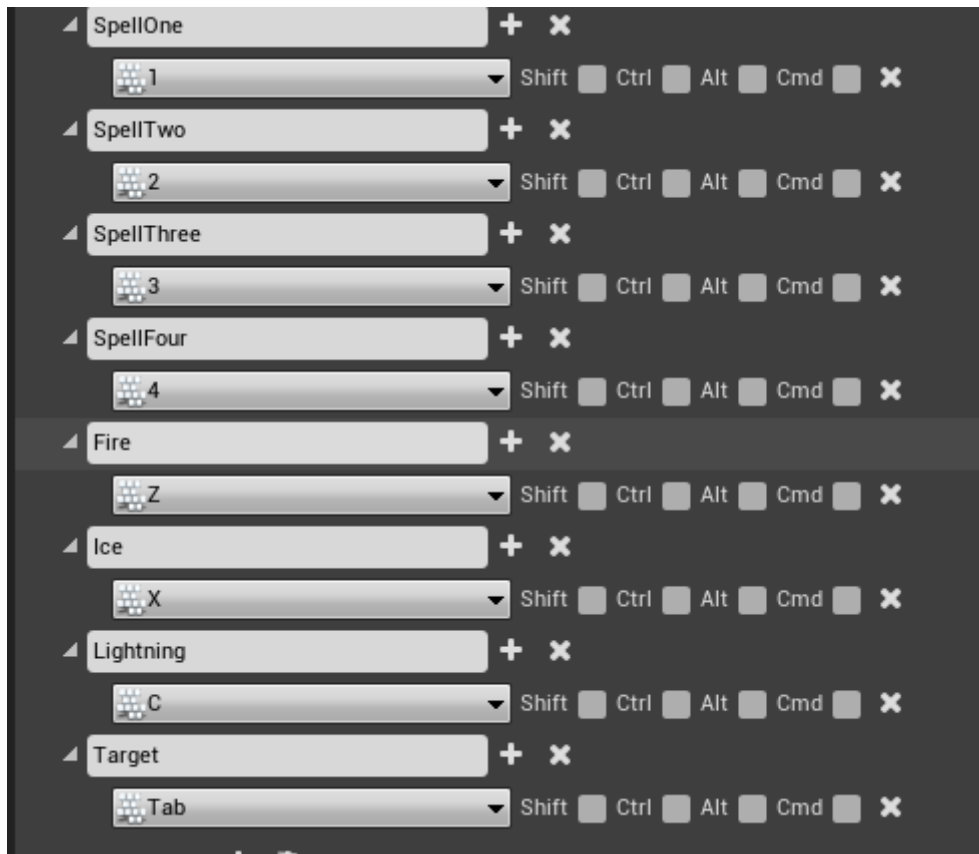 SpellOne
1 Shift Ctrl Alt Cmd
SpellTwo
2 Shift Ctrl Alt Cmd
SpellThree
3 Shift Ctrl Alt Cmd
SpellFour
4 Shift Ctrl Alt Cmd
Fire
Z Shift Ctrl Alt Cmd
Ice
X Shift Ctrl Alt Cmd
Lightning
C Shift Ctrl Alt Cmd
Target
Tab Shift Ctrl Alt Cmd